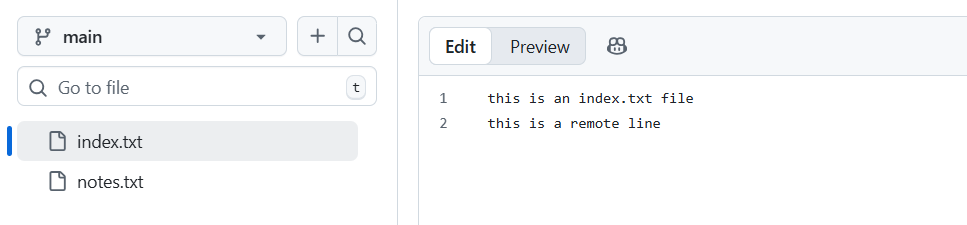 main
Go to file
t
index.txt
notes.txt
Edit Preview
1 this is an index.txt file
2 this is a remote line